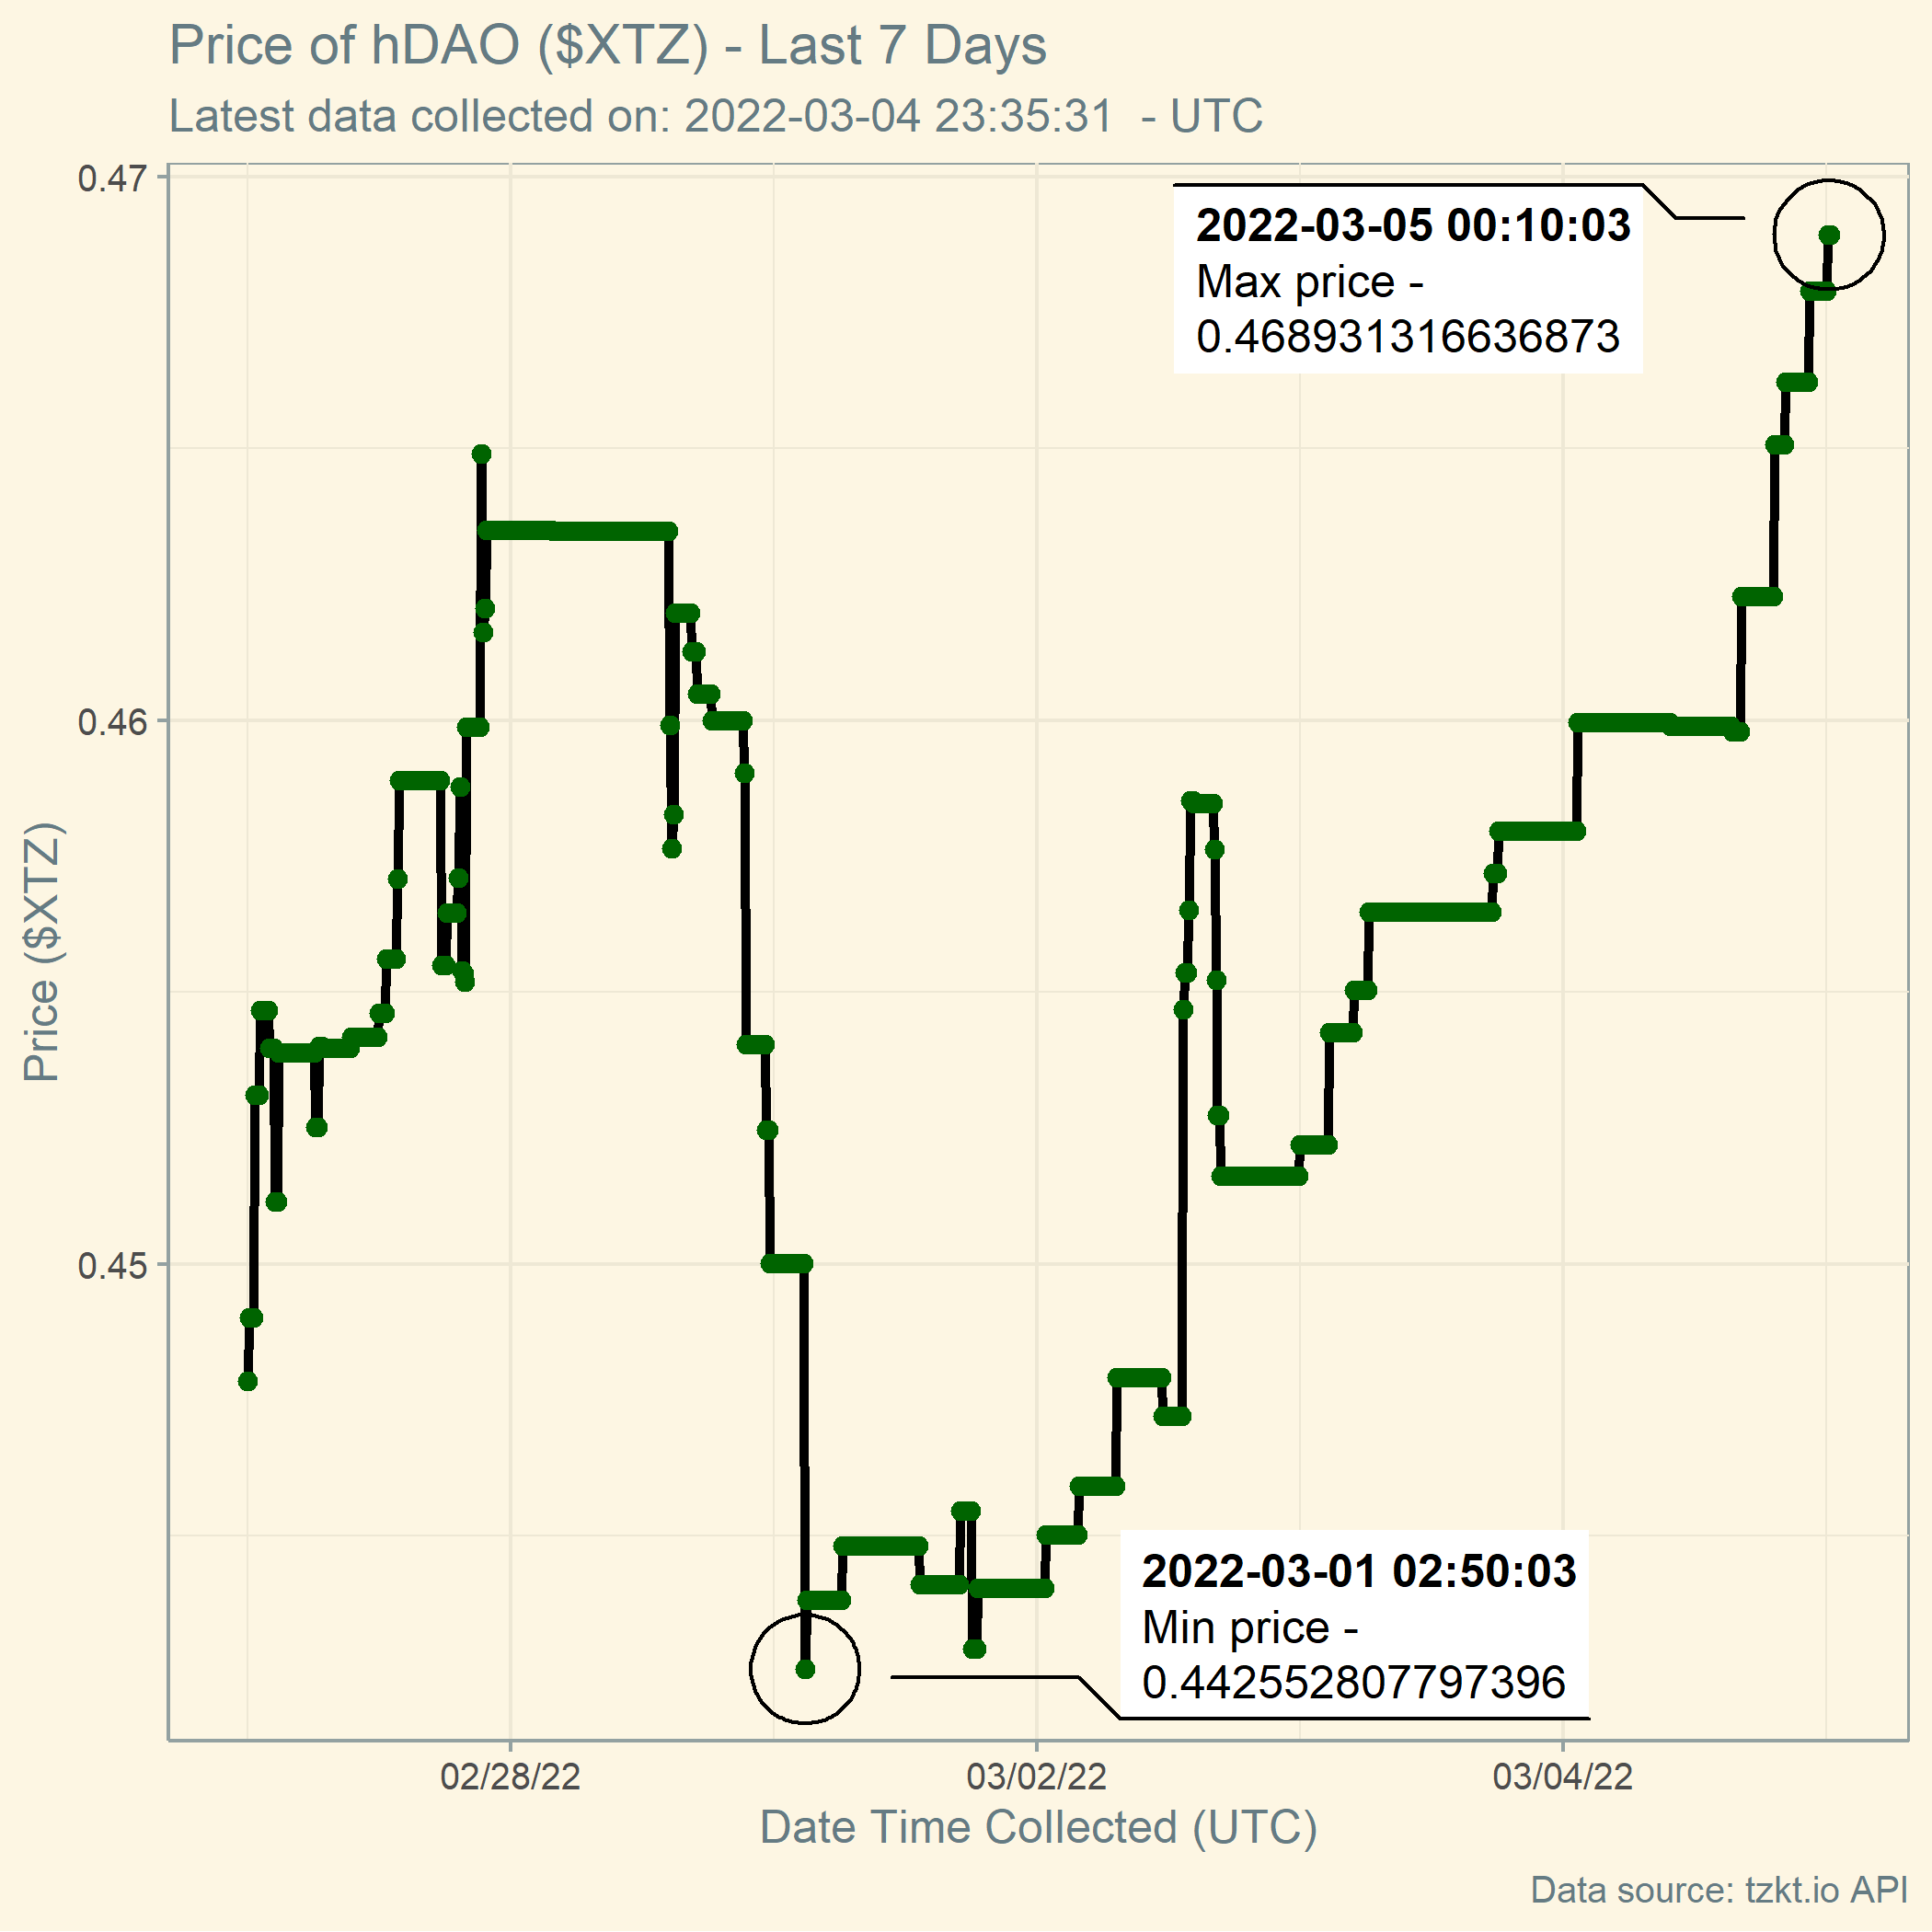 Price of hDAO ($XTZ) - Last 7 Days
Latest data collected on: 2022-03-04 23:35:31  - UTC
0.47
2022-03-05 00:10:03
Max price -
0.468931316636873
0.46
Price ($XTZ)
0.45
2022-03-01 02:50:03
Min price -
0.442552807797396
02/28/22
03/02/22
03/04/22
Date Time Collected (UTC)
Data source: tzkt.io API